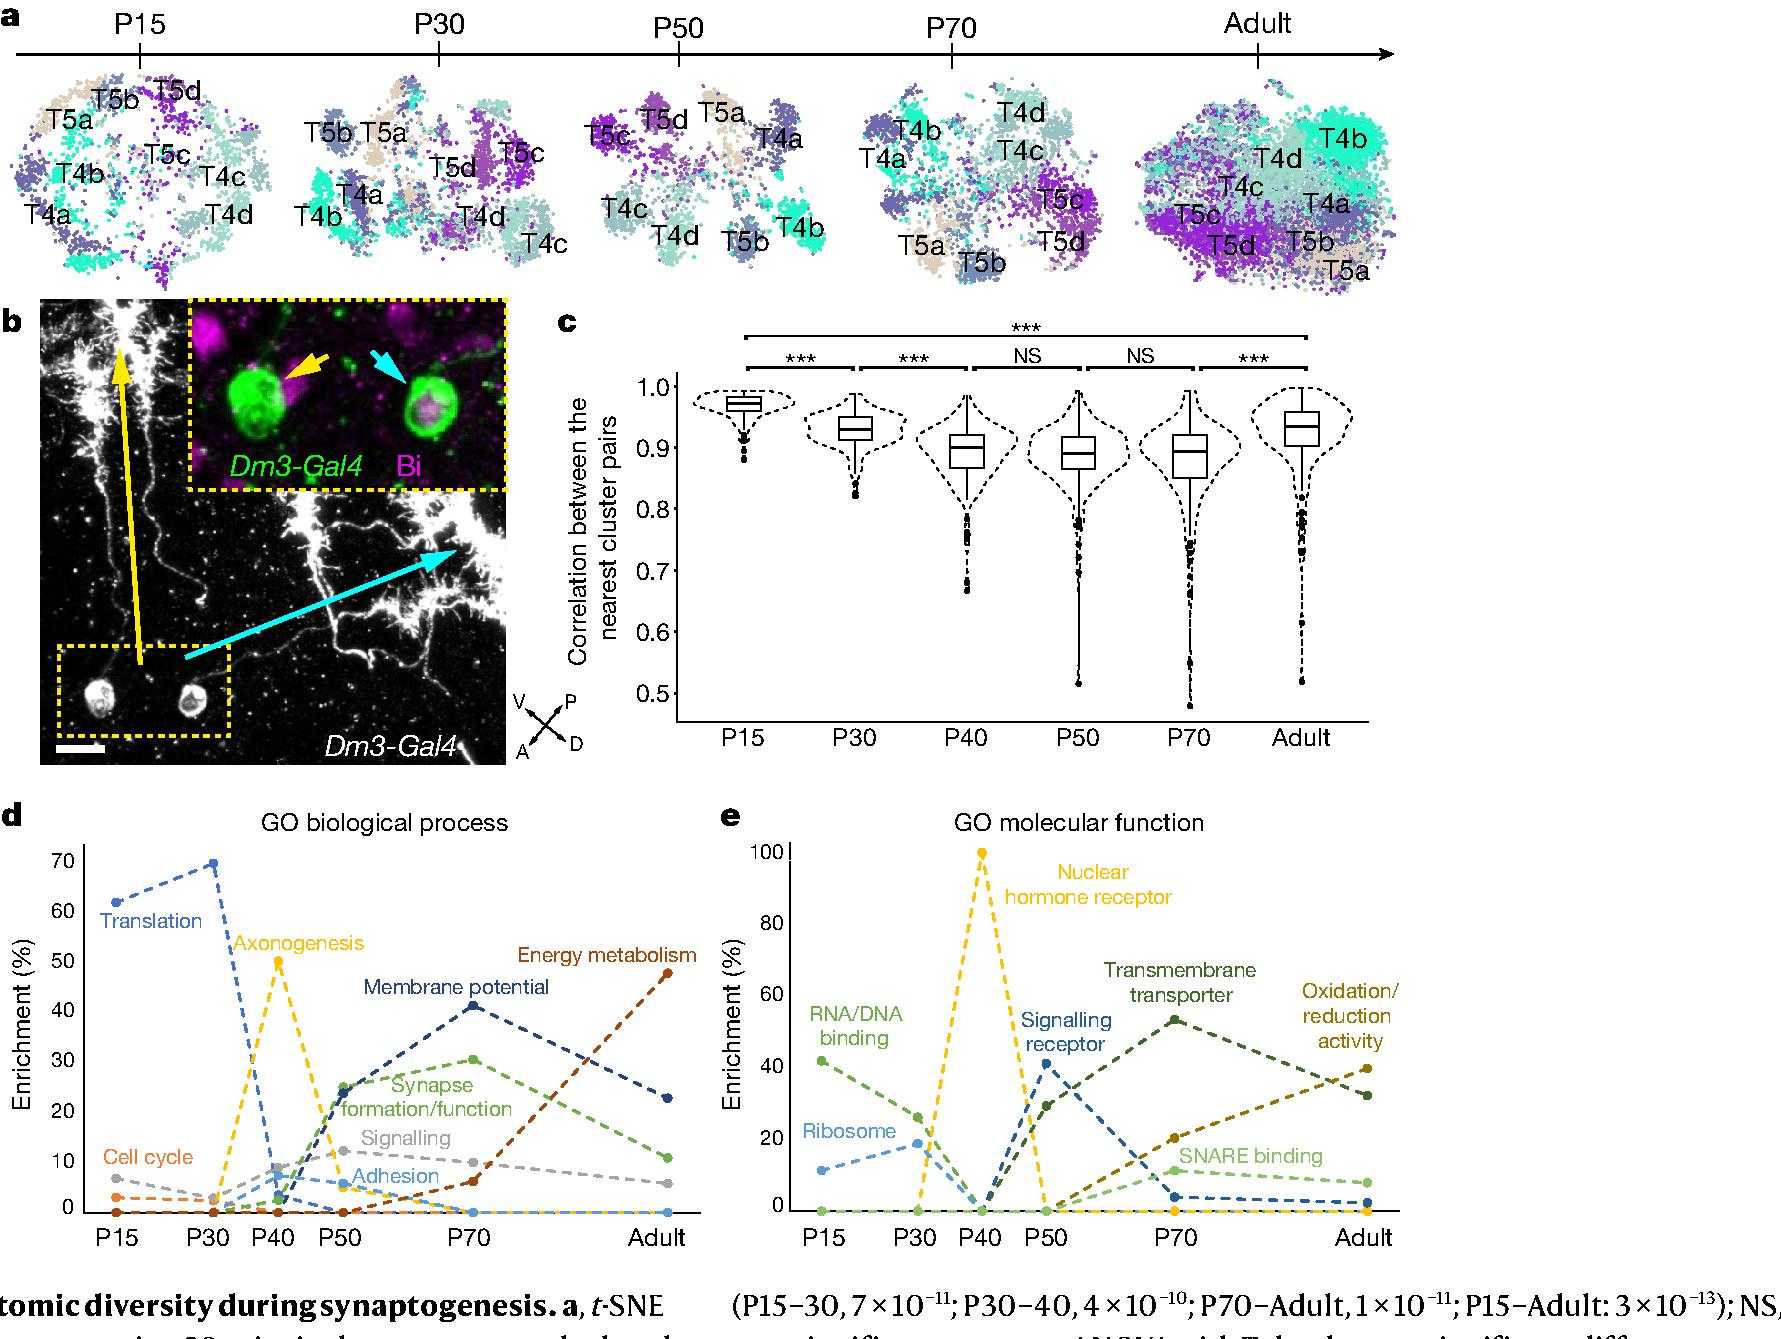 a
P15 P30 P50 P70 Adult
T5b T5d T5a T5c T4b T4c T4a T4d
T5b T5a T5c T5d T4a T4b T4d T4c
T5d T5a T5c T4a T4c T4d T5b T4b
T4b T4d T4a T4c T5c T5a T5d T5b
T4b T4d T4c T4a T5c T5d T5b T5a
b
Dm3-Gal4 Bi
Dm3-Gal4
V P
A D
c
***
*** *** NS NS ***
Correlation between the
nearest cluster pairs
1.0
0.9
0.8
0.7
0.6
0.5
P15 P30 P40 P50 P70 Adult
d
GO biological process
Enrichment (%)
70
60
50
40
30
20
10
0
Translation
Axonogenesis
Energy metabolism
Membrane potential
Synapse
formation/function
Signalling
Cell cycle
Adhesion
P15 P30 P40 P50 P70 Adult
e
GO molecular function
Enrichment (%)
100
80
60
40
20
0
Nuclear
hormone receptor
Transmembrane
transporter
Oxidation/
reduction
activity
RNA/DNA
binding
Signalling
receptor
Ribosome
SNARE binding
P15 P30 P40 P50 P70 Adult
tomic diversity during synaptogenesis. a, t-SNE
(P15–30, 7 × 10⁻¹¹; P30–40, 4 × 10⁻¹⁰; P70–Adult, 1 × 10⁻¹¹; P15–Adult: 3 × 10⁻¹³); NS,